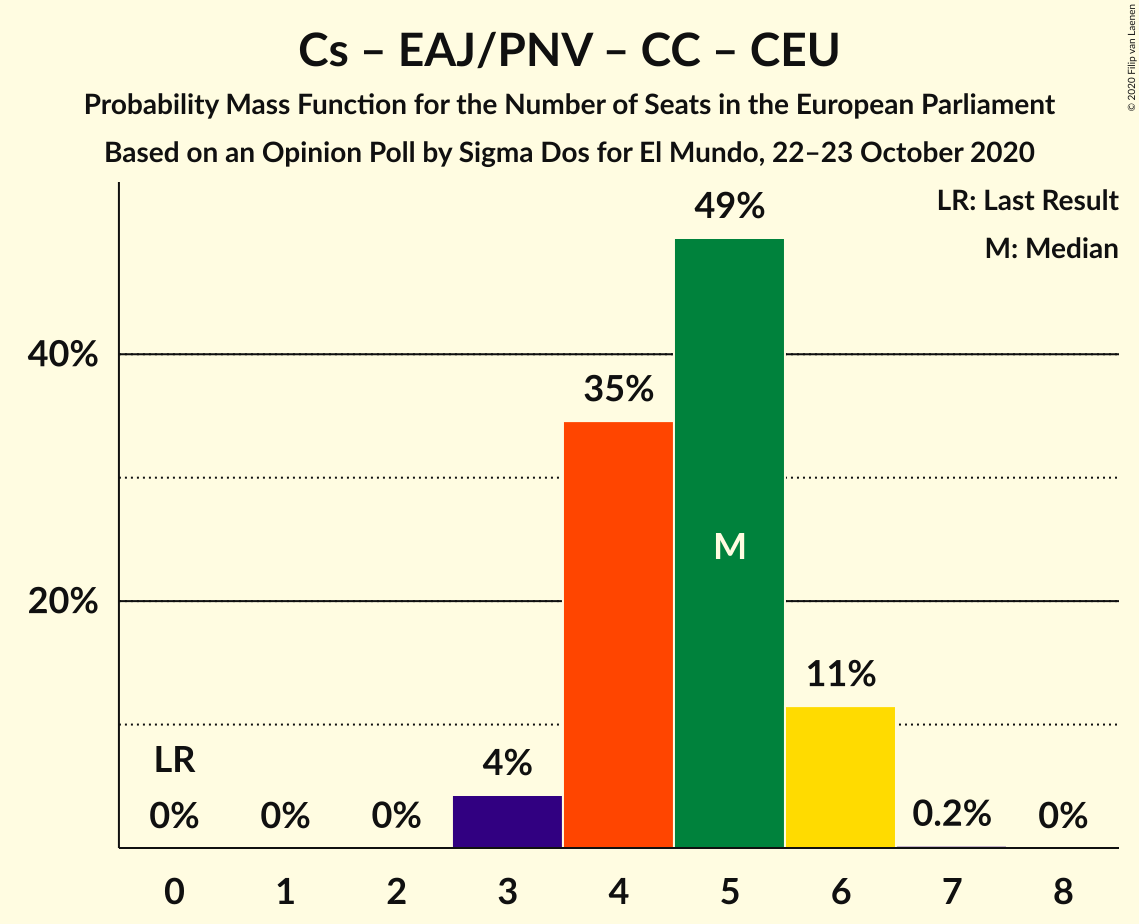 Cs – EAJ/PNV – CC – CEU
Probability Mass Function for the Number of Seats in the European Parliament
Based on an Opinion Poll by Sigma Dos for El Mundo, 22–23 October 2020
© 2020 Filip van Laenen
LR: Last Result
M: Median
49%
40%
35%
M
20%
11%
LR
4%
0% 0% 0% 0.2% 0%
0 1 2 3 4 5 6 7 8